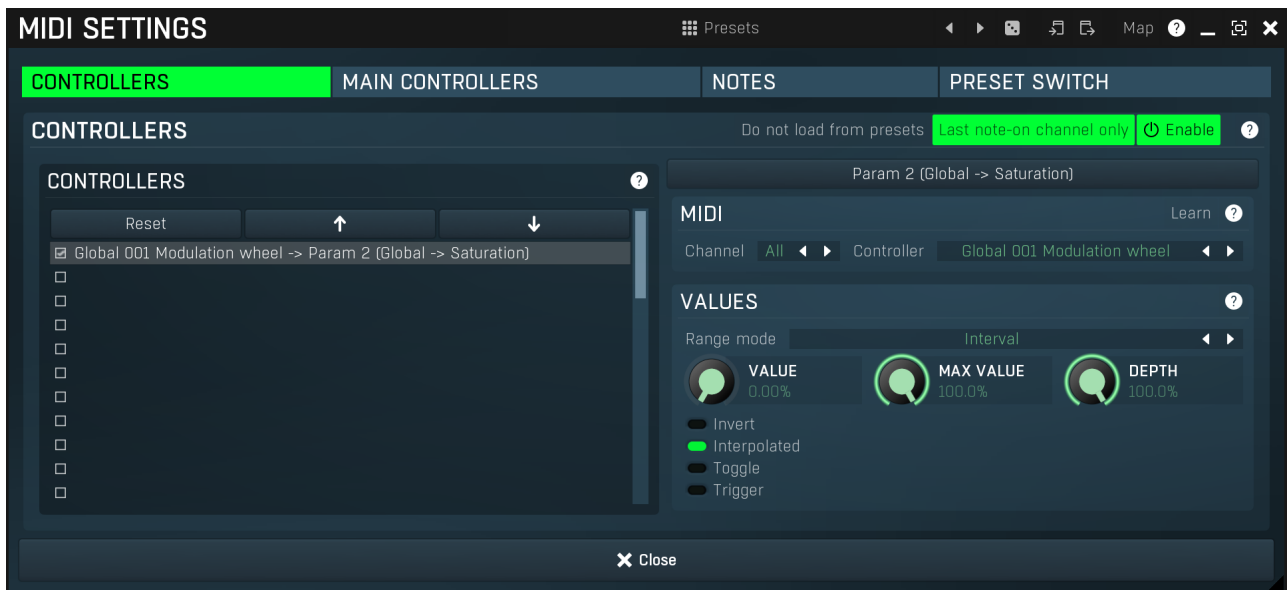 MIDI SETTINGS
Presets
Map ?
CONTROLLERS
MAIN CONTROLLERS
NOTES
PRESET SWITCH
CONTROLLERS
Do not load from presets Last note-on channel only Enable ?
CONTROLLERS ?
Reset
Global 001 Modulation wheel -> Param 2 (Global -> Saturation)
Param 2 (Global -> Saturation)
MIDI
Learn ?
Channel All Controller Global 001 Modulation wheel
VALUES ?
Range mode Interval
VALUE
0.00%
MAX VALUE
100.0%
DEPTH
100.0%
Invert
Interpolated
Toggle
Trigger
Close